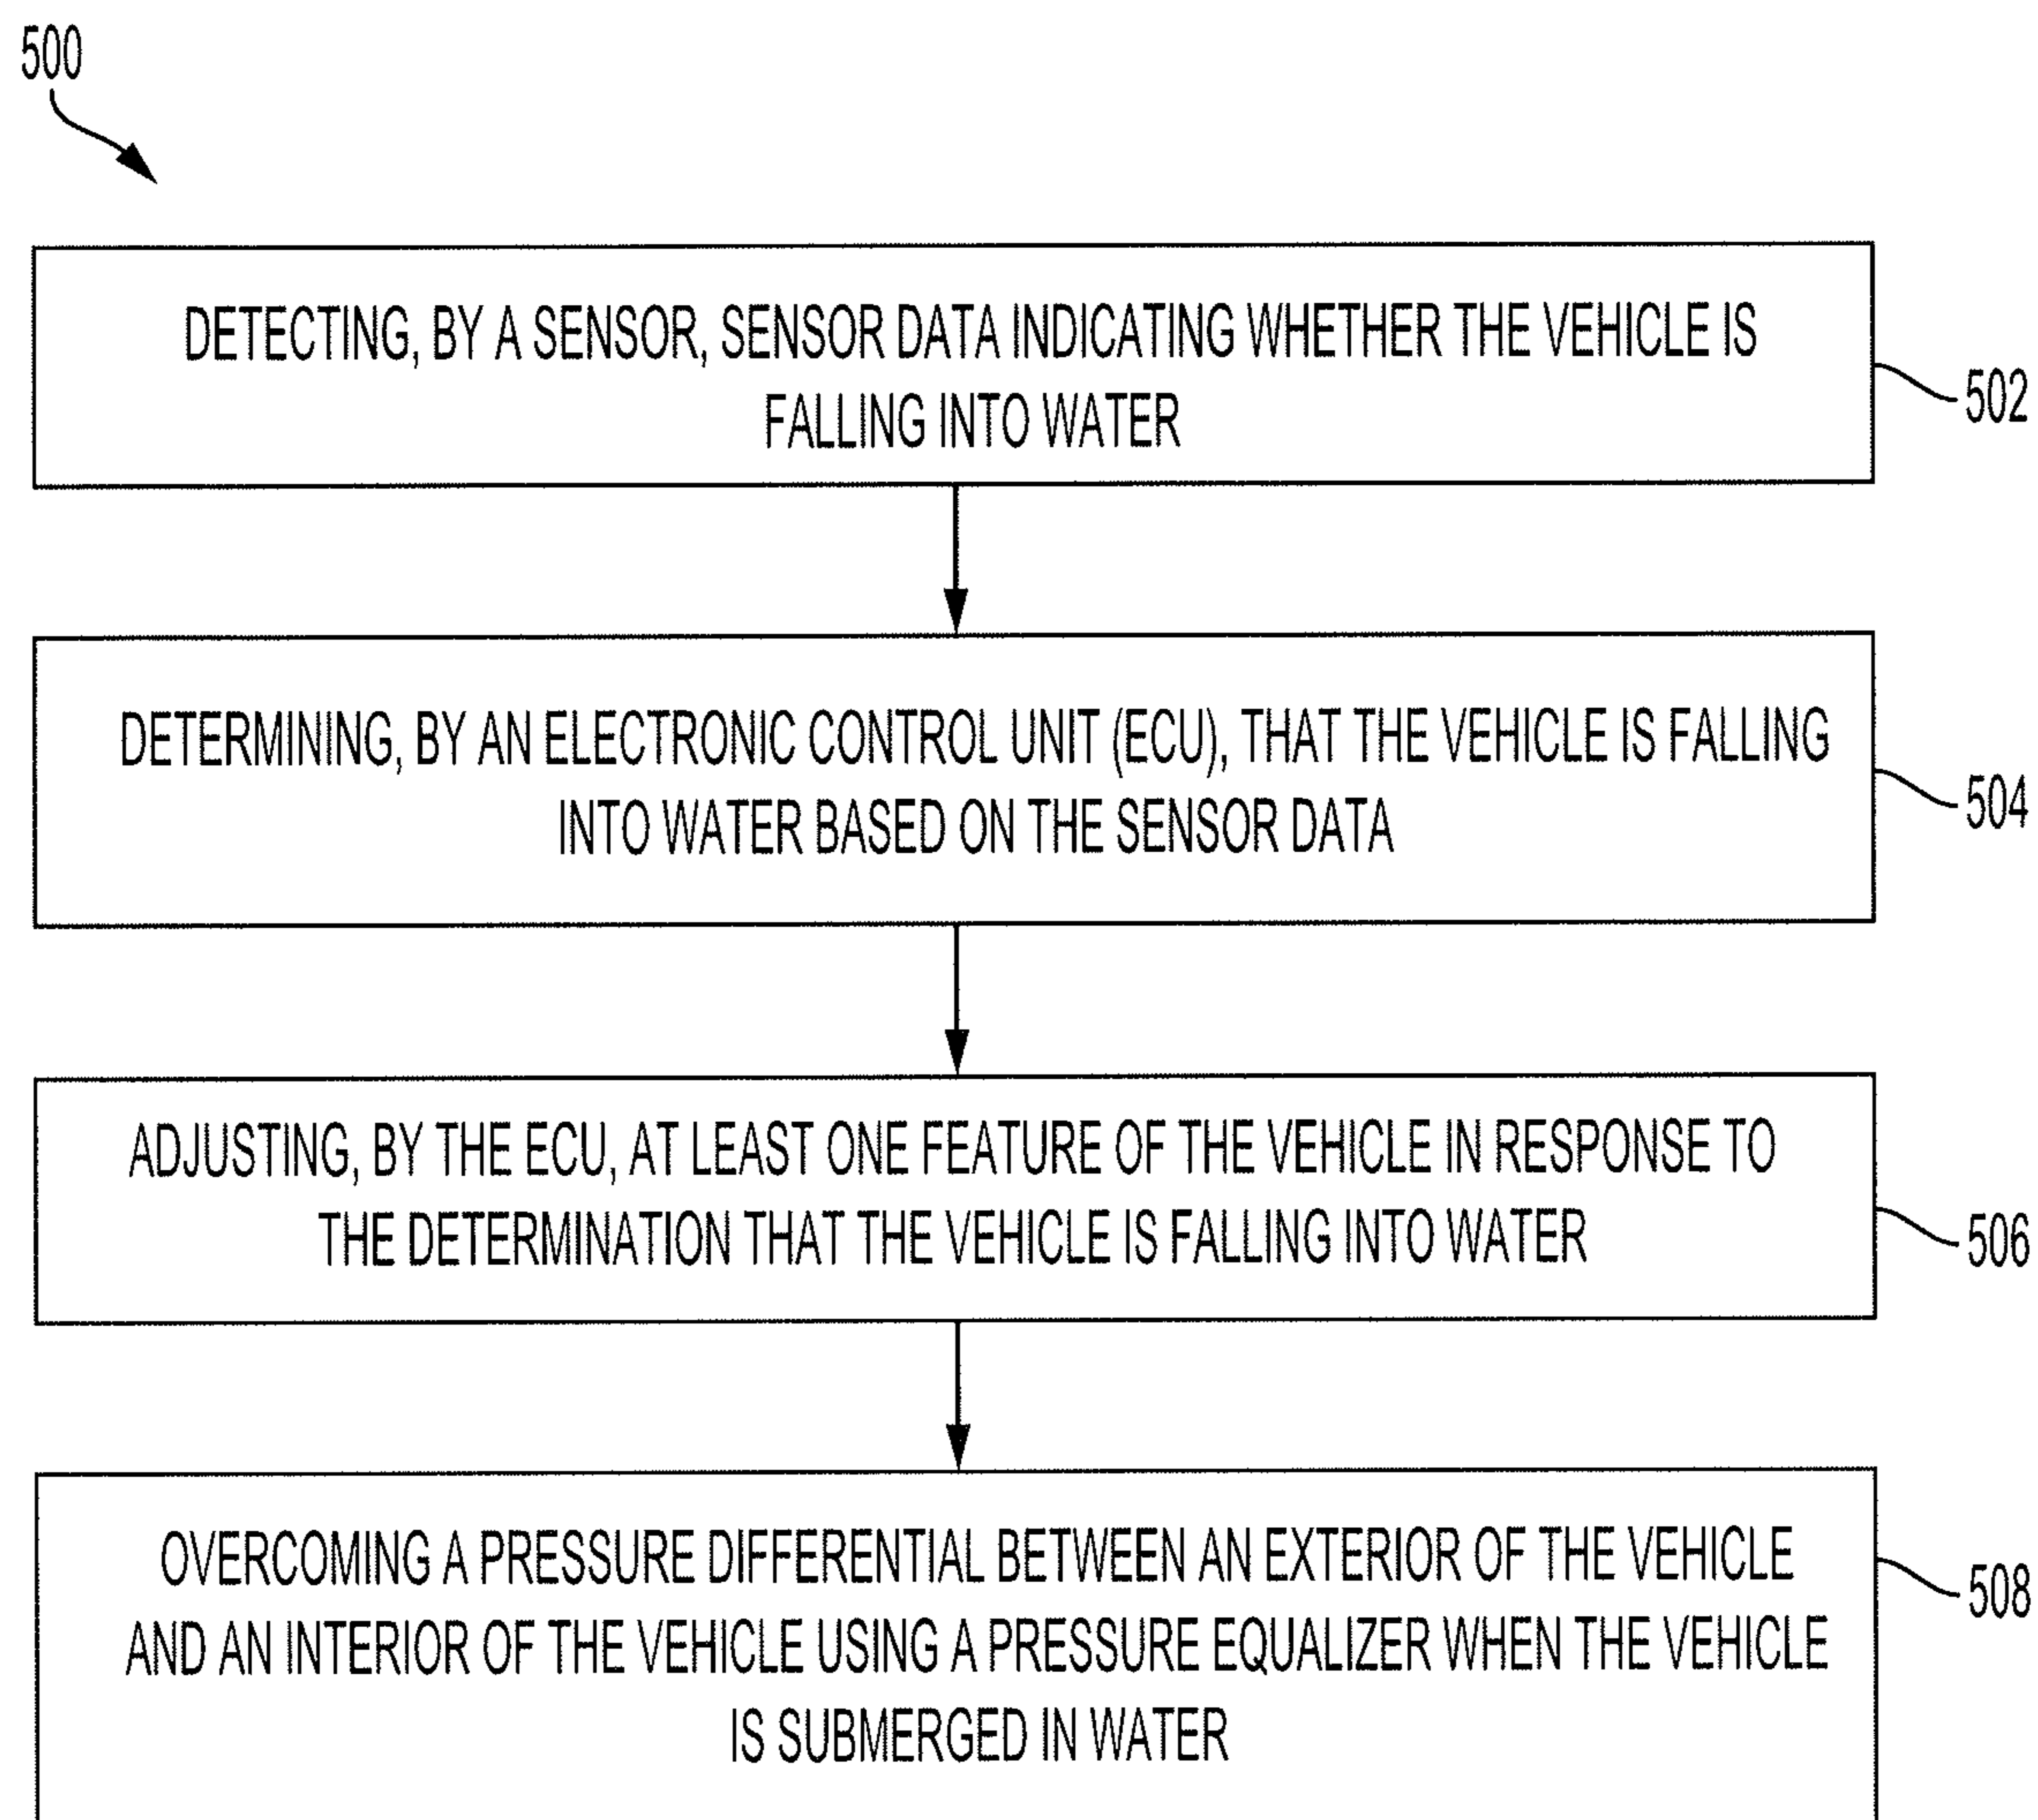 500
DETECTING, BY A SENSOR, SENSOR DATA INDICATING WHETHER THE VEHICLE IS
FALLING INTO WATER
502
DETERMINING, BY AN ELECTRONIC CONTROL UNIT (ECU), THAT THE VEHICLE IS FALLING
INTO WATER BASED ON THE SENSOR DATA
504
ADJUSTING, BY THE ECU, AT LEAST ONE FEATURE OF THE VEHICLE IN RESPONSE TO
THE DETERMINATION THAT THE VEHICLE IS FALLING INTO WATER
506
OVERCOMING A PRESSURE DIFFERENTIAL BETWEEN AN EXTERIOR OF THE VEHICLE
AND AN INTERIOR OF THE VEHICLE USING A PRESSURE EQUALIZER WHEN THE VEHICLE
IS SUBMERGED IN WATER
508